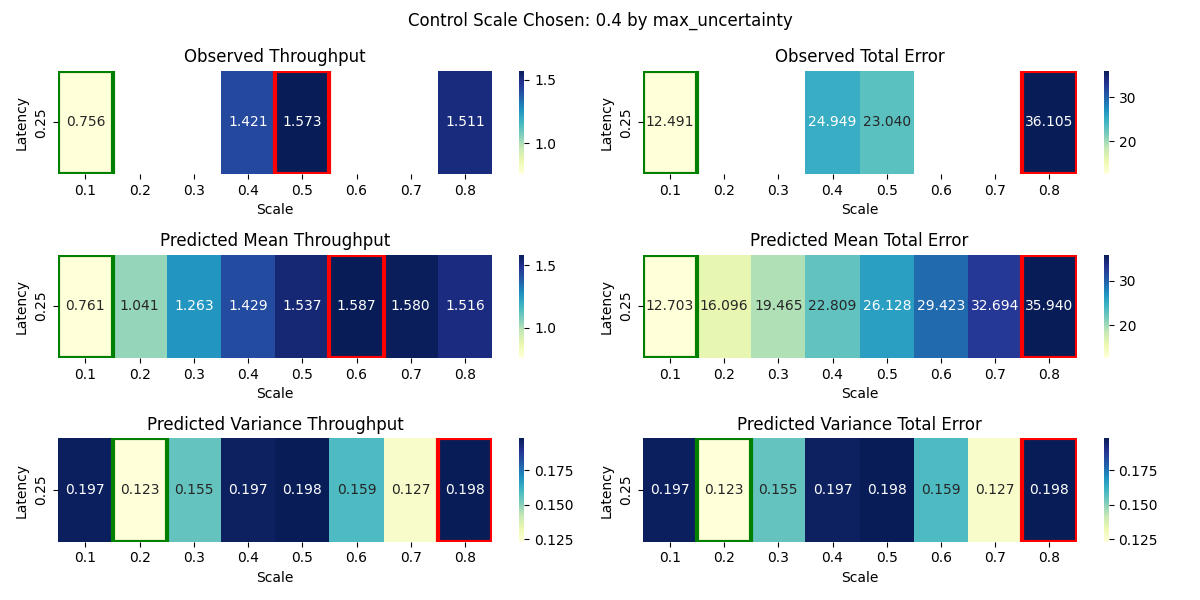 Control Scale Chosen: 0.4 by max_uncertainty
Observed Throughput
Latency
0.25
0.756 1.421 1.573 1.511
0.1 0.2 0.3 0.4 0.5 0.6 0.7 0.8
Scale
1.5
1.0
Observed Total Error
Latency
0.25
12.491 24.949 23.040 36.105
0.1 0.2 0.3 0.4 0.5 0.6 0.7 0.8
Scale
30
20
Predicted Mean Throughput
Latency
0.25
0.761 1.041 1.263 1.429 1.537 1.587 1.580 1.516
0.1 0.2 0.3 0.4 0.5 0.6 0.7 0.8
Scale
1.5
1.0
Predicted Mean Total Error
Latency
0.25
12.703 16.096 19.465 22.809 26.128 29.423 32.694 35.940
0.1 0.2 0.3 0.4 0.5 0.6 0.7 0.8
Scale
30
20
Predicted Variance Throughput
Latency
0.25
0.197 0.123 0.155 0.197 0.198 0.159 0.127 0.198
0.1 0.2 0.3 0.4 0.5 0.6 0.7 0.8
Scale
0.175
0.150
0.125
Predicted Variance Total Error
Latency
0.25
0.197 0.123 0.155 0.197 0.198 0.159 0.127 0.198
0.1 0.2 0.3 0.4 0.5 0.6 0.7 0.8
Scale
0.175
0.150
0.125